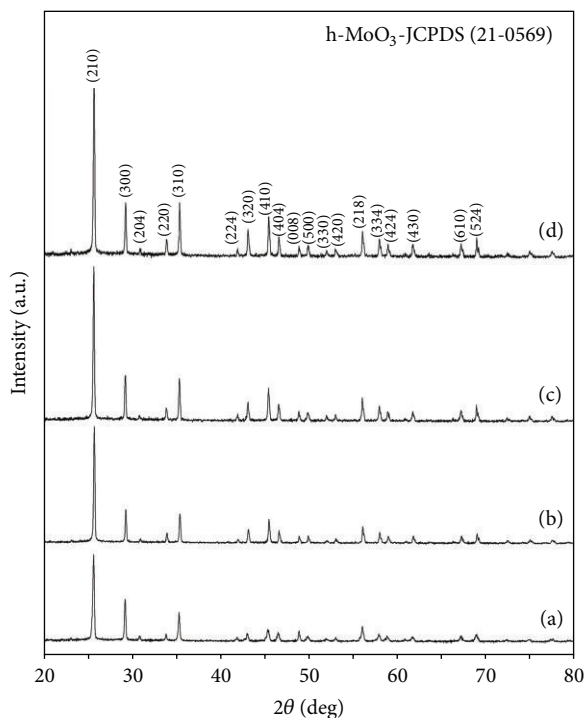 h-MoO₃-JCPDS (21-0569)
(210)
(300)
(204)
(220)
(310)
(224)
(320)
(410)
(404)
(008)
(500)
(330)
(420)
(218)
(334)
(424)
(430)
(610)
(524)
(d)
(c)
(b)
(a)
Intensity (a.u.)
20 30 40 50 60 70 80
2θ (deg)